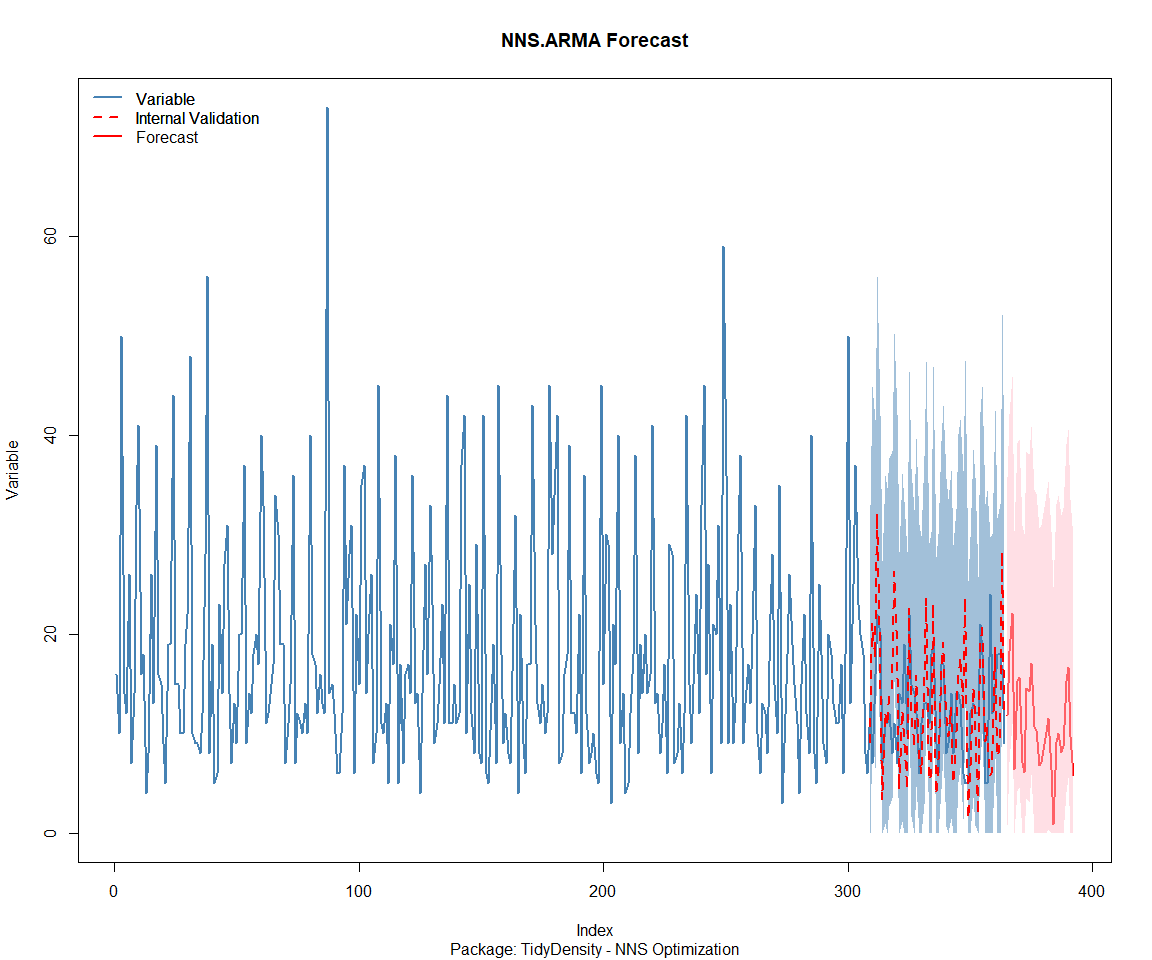 NNS.ARMA Forecast
Variable
Internal Validation
Forecast
Variable
60
40
20
0
0
100
200
300
400
Index
Package: TidyDensity - NNS Optimization